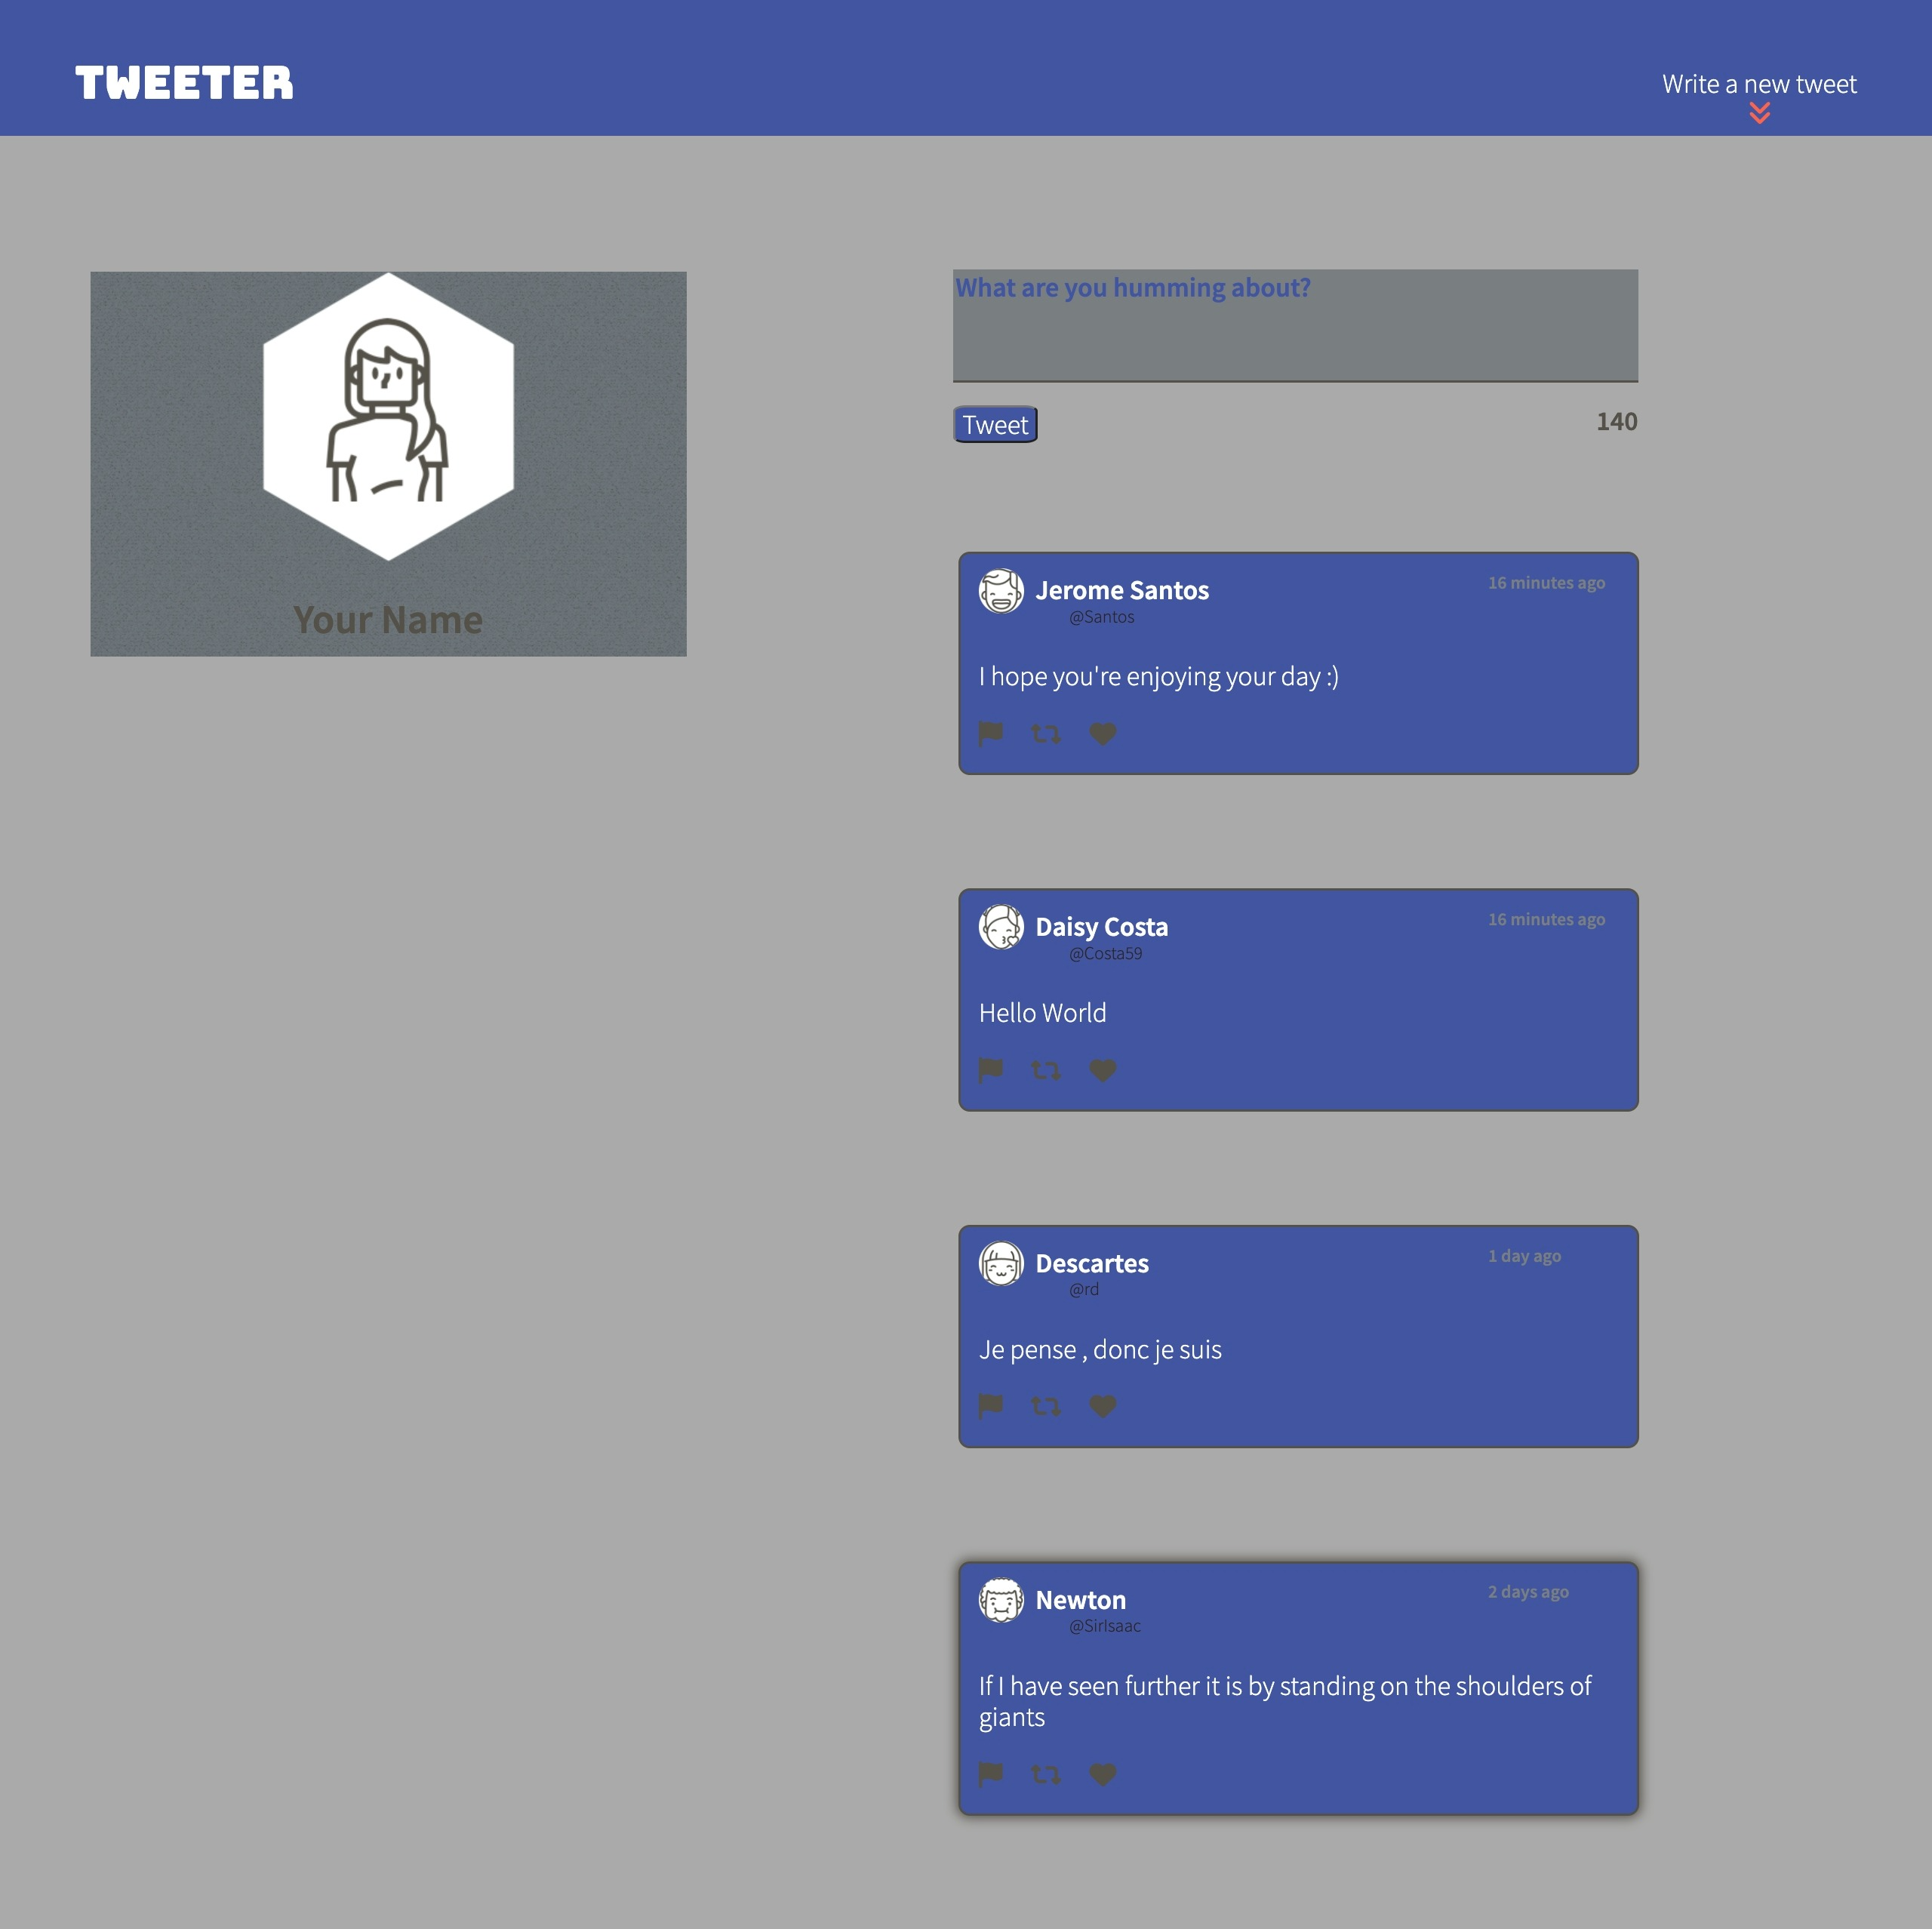 TWEETER
Write a new tweet
Your Name
What are you humming about?
Tweet
140
Jerome Santos
16 minutes ago
@Santos
I hope you're enjoying your day :)
Daisy Costa
16 minutes ago
@Costa59
Hello World
Descartes
1 day ago
@rd
Je pense , donc je suis
Newton
2 days ago
@SirIsaac
If I have seen further it is by standing on the shoulders of
giants